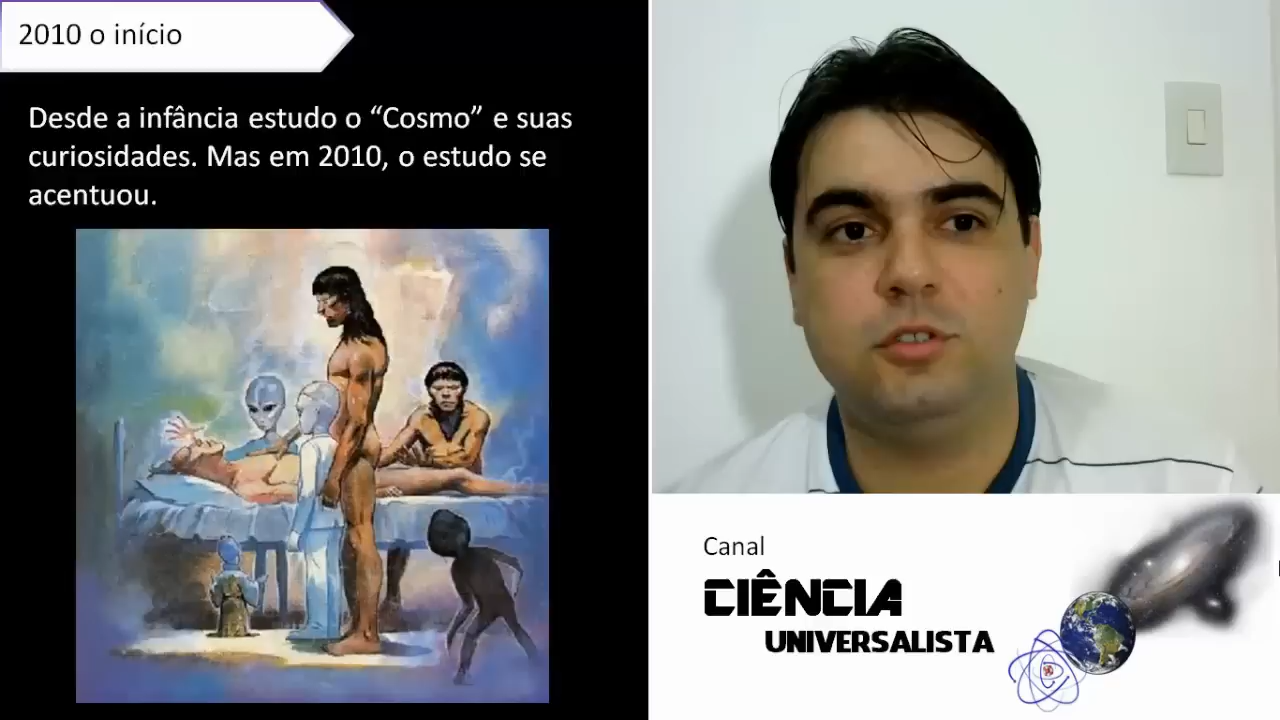 2010 o início
Desde a infância estudo o “Cosmo” e suas
curiosidades. Mas em 2010, o estudo se
acentuou.
Canal
CIÊNCIA
UNIVERSALISTA